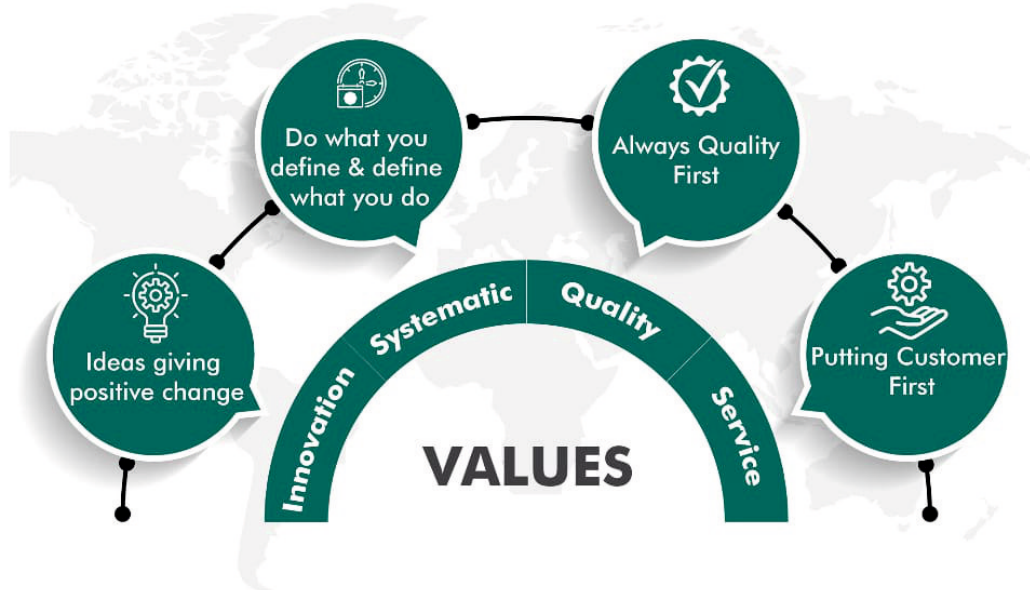 Do what you
define & define
what you do
Always Quality
First
Ideas giving
positive change
Putting Customer
First
Innovation
Systematic
Quality
Service
VALUES